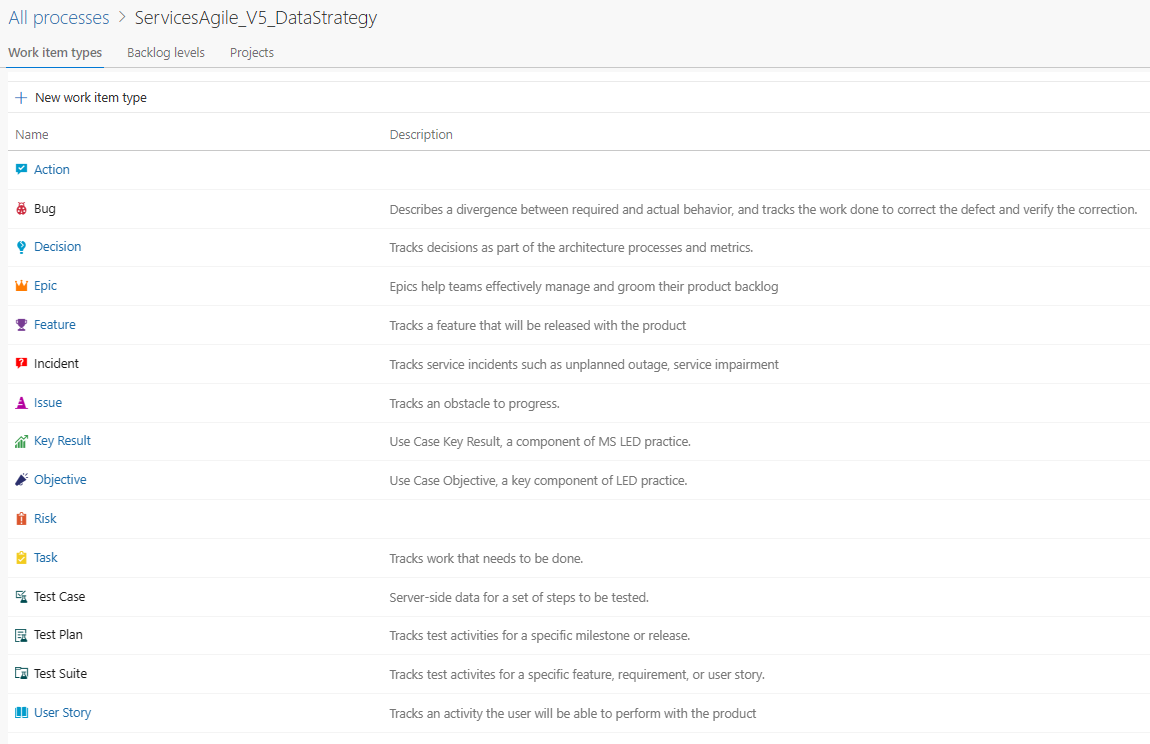 All processes > ServicesAgile_V5_DataStrategy
Work item types Backlog levels Projects
+ New work item type
Name Description
Action
Bug Describes a divergence between required and actual behavior, and tracks the work done to correct the defect and verify the correction.
Decision Tracks decisions as part of the architecture processes and metrics.
Epic Epics help teams effectively manage and groom their product backlog
Feature Tracks a feature that will be released with the product
Incident Tracks service incidents such as unplanned outage, service impairment
Issue Tracks an obstacle to progress.
Key Result Use Case Key Result, a component of MS LED practice.
Objective Use Case Objective, a key component of LED practice.
Risk
Task Tracks work that needs to be done.
Test Case Server-side data for a set of steps to be tested.
Test Plan Tracks test activities for a specific milestone or release.
Test Suite Tracks test activites for a specific feature, requirement, or user story.
User Story Tracks an activity the user will be able to perform with the product